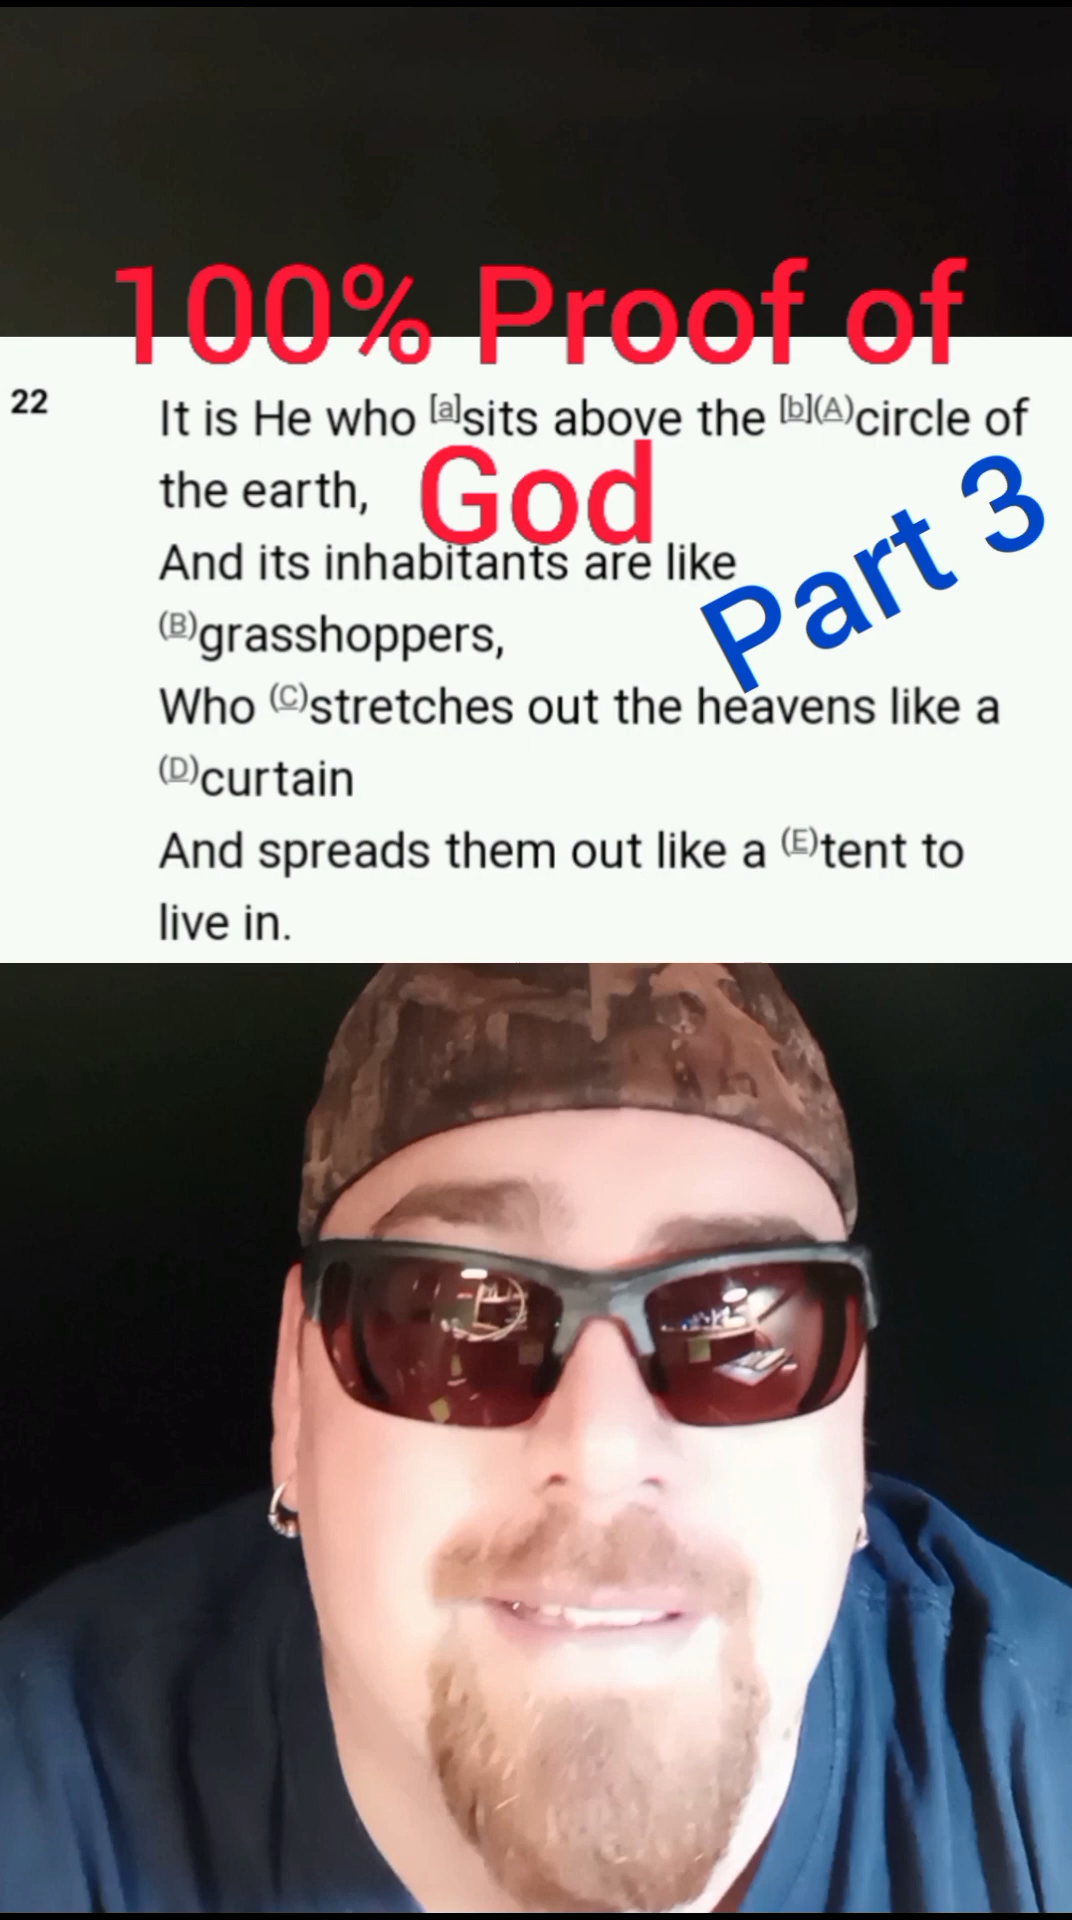 100% Proof of
God
Part 3
22
It is He who [a]sits above the [b](A)circle of
the earth,
And its inhabitants are like
(B)grasshoppers,
Who (C)stretches out the heavens like a
(D)curtain
And spreads them out like a (E)tent to
live in.